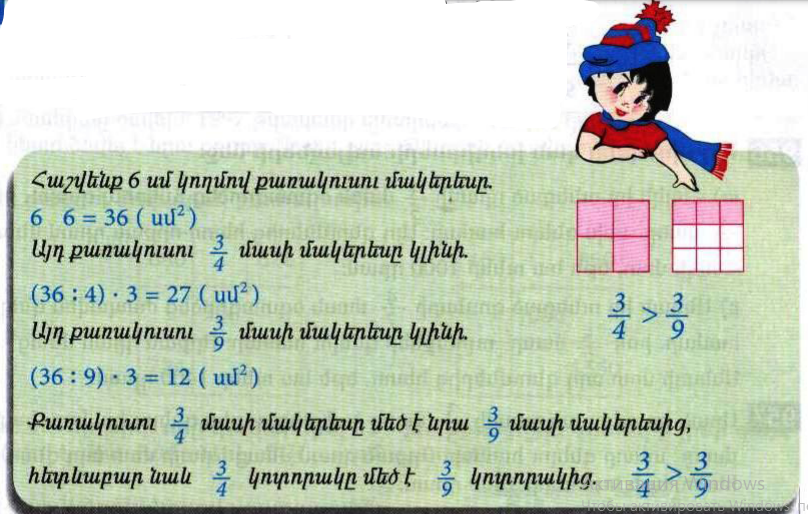 Հաշվենք 6 սմ կողմով քառակուսու մակերեսը.
6 6 = 36 ( սմ²)
Այդ քառակուսու 3/4 մասի մակերեսը կլինի.
(36 : 4) · 3 = 27 ( սմ²)
Այդ քառակուսու 3/9 մասի մակերեսը կլինի.
(36 : 9) · 3 = 12 ( սմ²)
3/4 > 3/9
Քառակուսու 3/4 մասի մակերեսը մեծ է նրա 3/9 մասի մակերեսից,
հետևաբար նաև 3/4 կոտորակը մեծ է 3/9 կոտորակից. 3/4 > 3/9